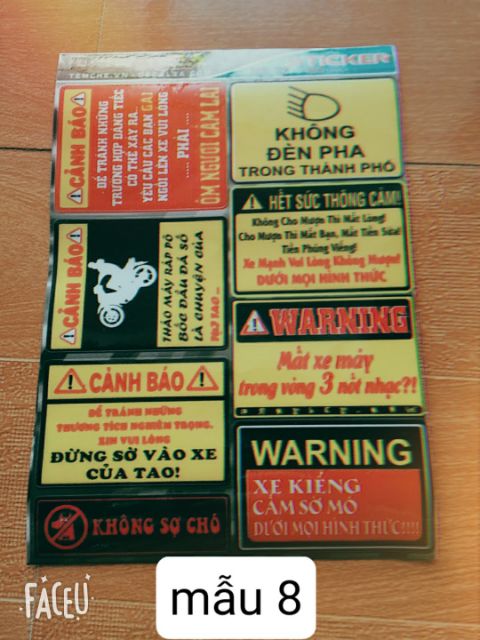 TEMCHE.VN - DECAL3A
STICKER
CẢNH BÁO
ĐỂ TRÁNH NHỮNG
TRƯỜNG HỢP ĐÁNG TIẾC
CÓ THỂ XẢY RA...
YÊU CẦU CÁC BẠN GÁI
NGỒI LÊN XE VUI LÒNG
...... PHẢI .....
ÔM NGƯỜI CẦM LÁI
KHÔNG
ĐÈN PHA
TRONG THÀNH PHỐ
CẢNH BÁO
THÁO MÁY RÁP PÔ
BỐC ĐẦU ĐÁ SỐ
LÀ CHUYỆN CỦA
TỤI TAO ...
HẾT SỨC THÔNG CẢM!
Không Cho Mượn Thì Mất Lòng!
Cho Mượn Thì Mất Bạn, Mất Tiền Sửa!
Tiền Phúng Viếng!
Xe Mạnh Vui Lòng Không Mượn!
DƯỚI MỌI HÌNH THỨC
WARNING
Mất xe máy
trong vòng 3 nốt nhạc?!
CẢNH BÁO
ĐỂ TRÁNH NHỮNG
THƯƠNG TÍCH NGHIÊM TRỌNG.
XIN VUI LÒNG
ĐỪNG SỜ VÀO XE
CỦA TAO!
WARNING
XE KIỂNG
CẤM SỜ MÓ
DƯỚI MỌI HÌNH THỨC!!!!
KHÔNG SỢ CHÓ
mẫu 8
FACEU